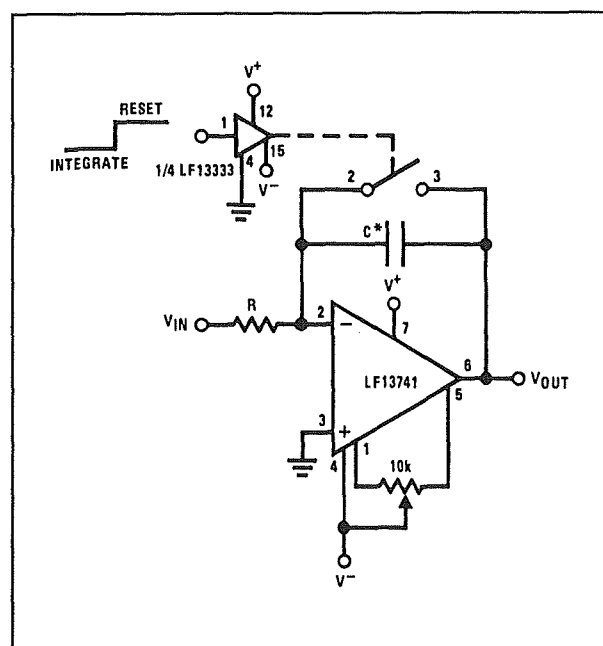 V+
RESET
1
12
15
INTEGRATE
4
1/4 LF13333
V−
2
3
C*
V+
R
VIN
2
−
7
6
LF13741
VOUT
5
3
+
4
1
10k
V−